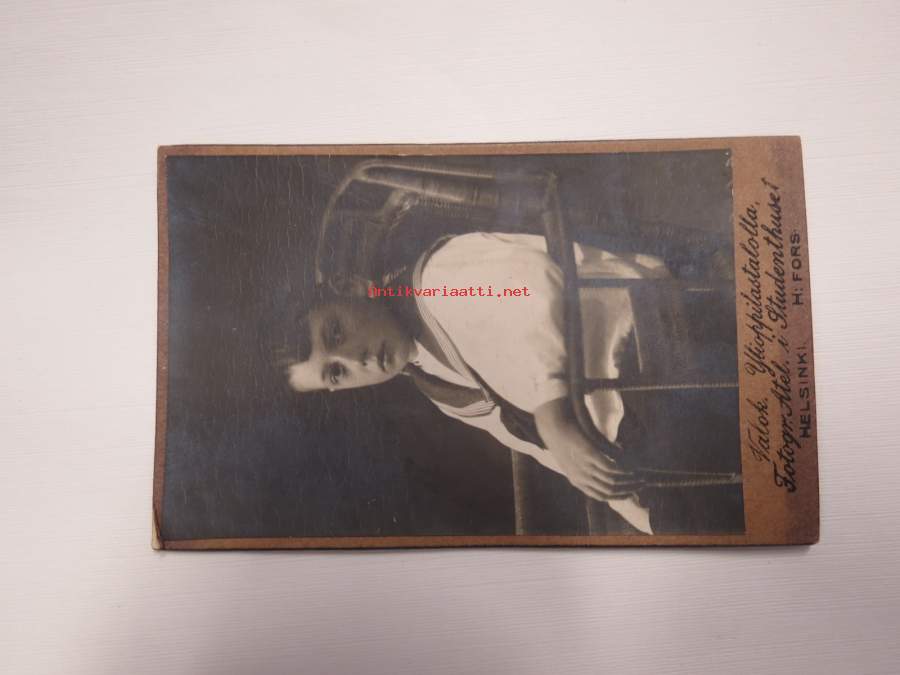 antikvariaatti.net
Valok. Ylioppilastalolla.
Fotogr. Atel. i Studenthuset
HELSINKI. H:FORS.